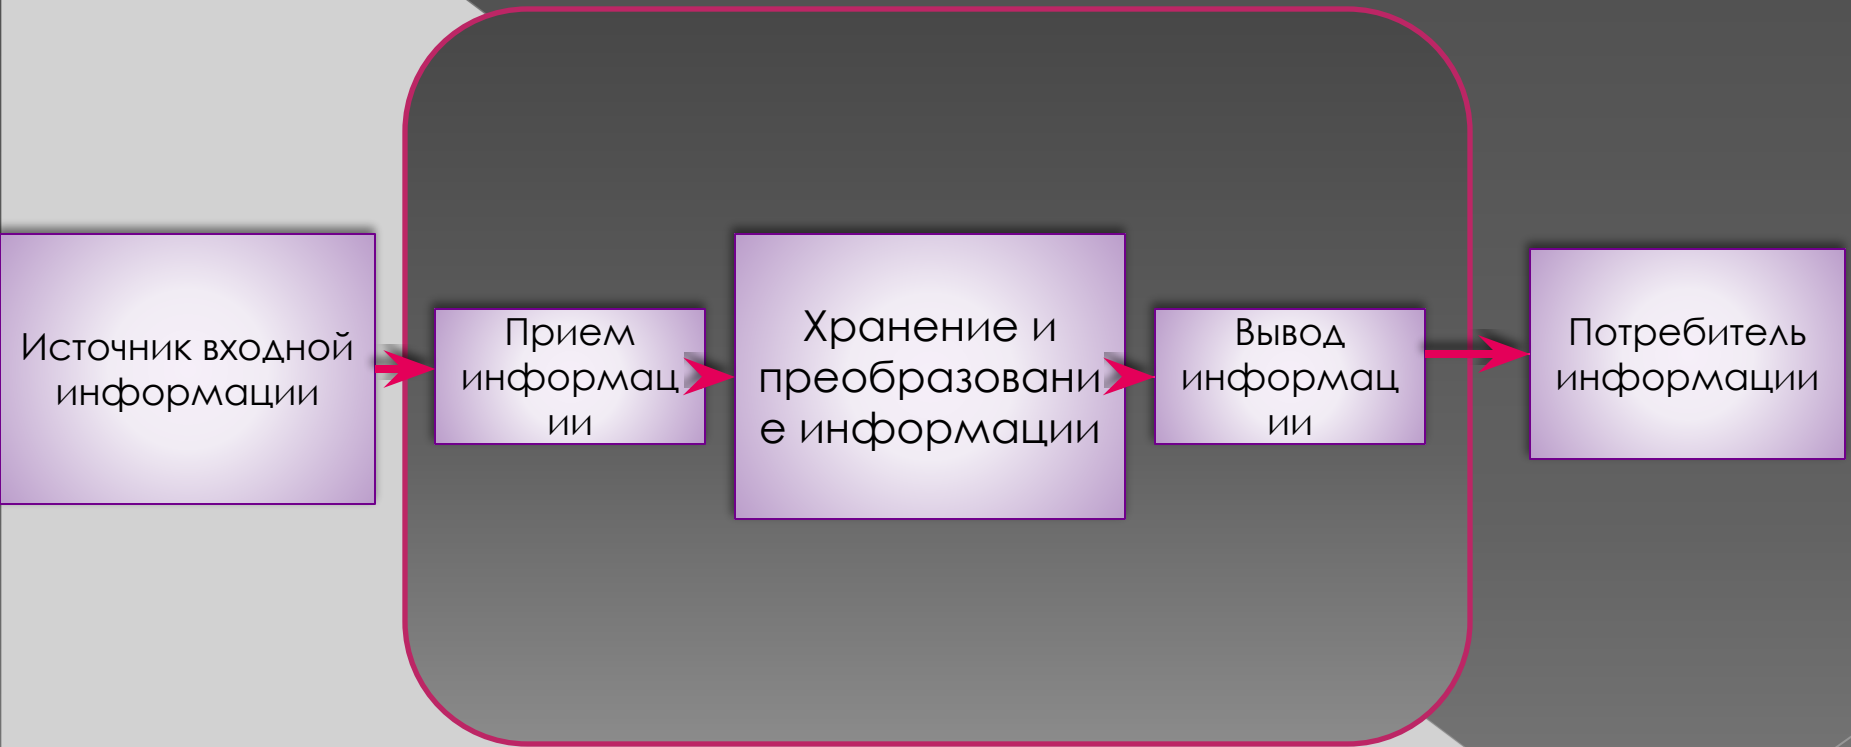 Источник входной
информации
Прием
информац
ии
Хранение и
преобразовани
е информации
Вывод
информац
ии
Потребитель
информации